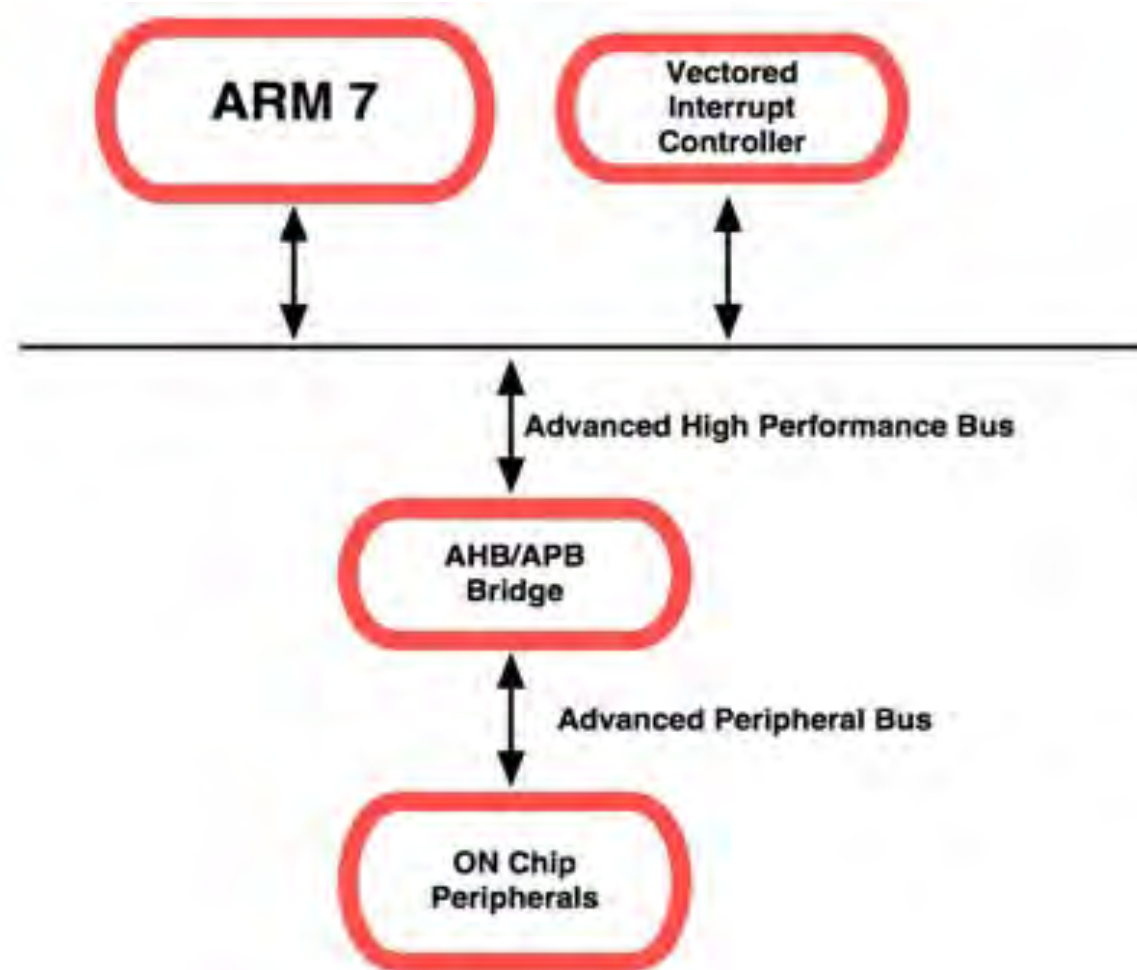 ARM 7
Vectored
Interrupt
Controller
Advanced High Performance Bus
AHB/APB
Bridge
Advanced Peripheral Bus
ON Chip
Peripherals